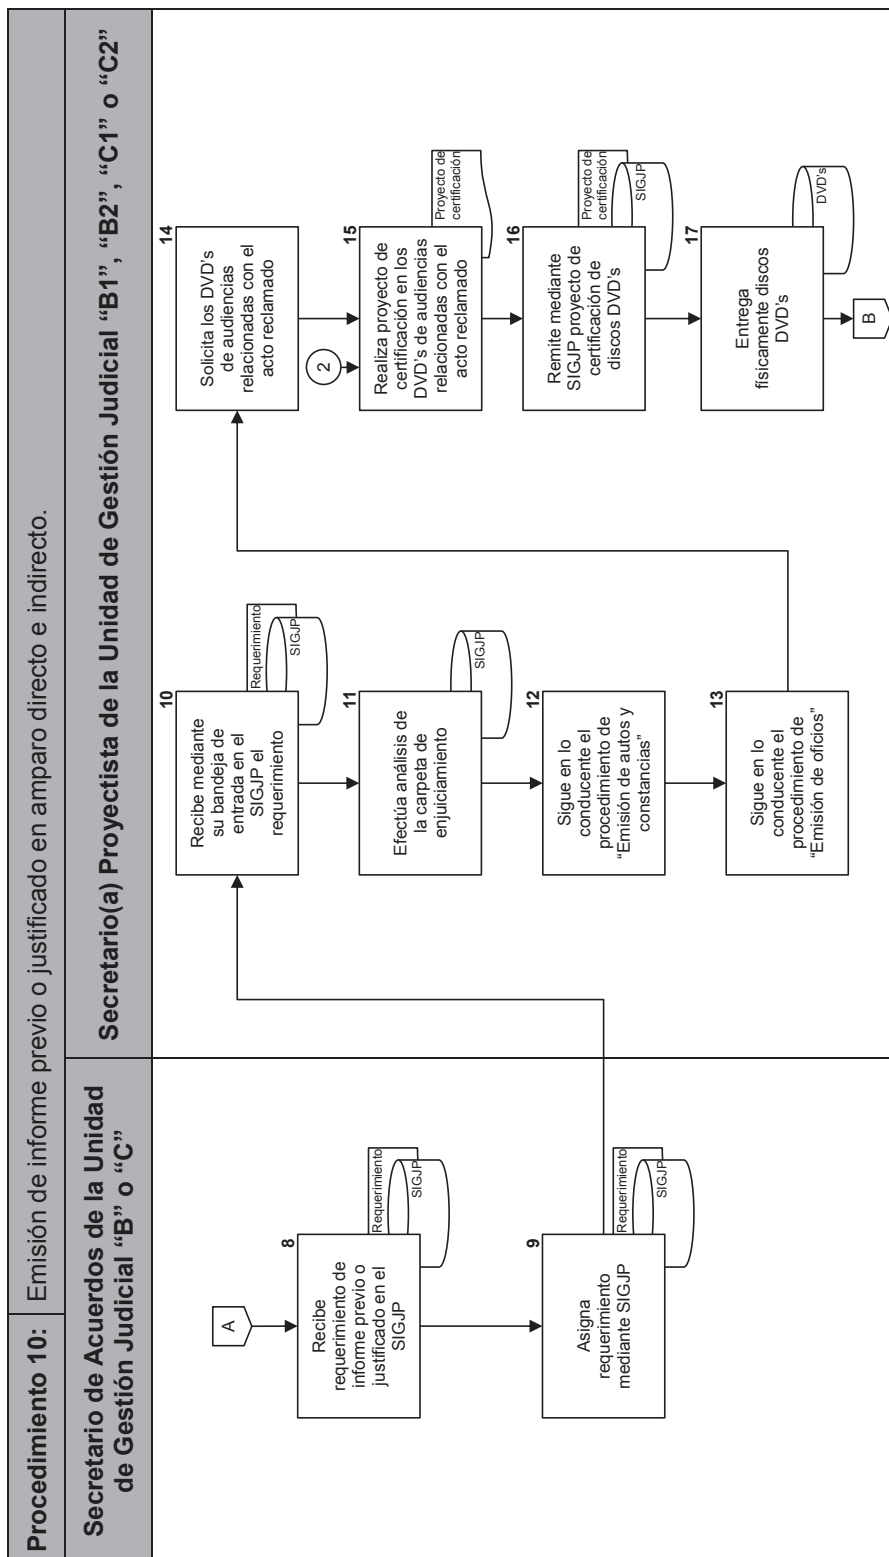 Procedimiento 10:
Emisión de informe previo o justificado en amparo directo e indirecto.
Secretario de Acuerdos de la Unidad
de Gestión Judicial “B” o “C”
Secretario(a) Proyectista de la Unidad de Gestión Judicial “B1”, “B2”, “C1” o “C2”
A
8
Recibe
requerimiento de
informe previo o
justificado en el
SIGJP
Requerimiento
SIGJP
9
Asigna
requerimiento
mediante SIGJP
Requerimiento
SIGJP
10
Recibe mediante
su bandeja de
entrada en el
SIGJP el
requerimiento
Requerimiento
SIGJP
11
Efectúa análisis de
la carpeta de
enjuiciamiento
SIGJP
12
Sigue en lo
conducente el
procedimiento de
“Emisión de autos y
constancias”
13
Sigue en lo
conducente el
procedimiento de
“Emisión de oficios”
14
Solicita los DVD’s
de audiencias
relacionadas con el
acto reclamado
2
15
Realiza proyecto de
certificación en los
DVD’s de audiencias
relacionadas con el
acto reclamado
Proyecto de
certificación
16
Remite mediante
SIGJP proyecto de
certificación de
discos DVD’s
Proyecto de
certificación
SIGJP
17
Entrega
físicamente discos
DVD’s
DVD’s
B